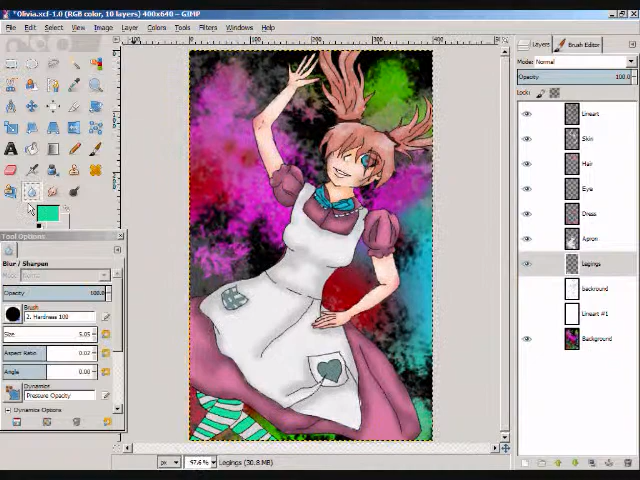 *Olivia.xcf-1.0 (RGB color, 10 layers) 400x640 – GIMP
File Edit Select View Image Layer Colors Tools Filters Windows Help
Layers
Brush Editor
Mode: Normal
Opacity 100.0
Lock:
Lineart
Skin
Hair
Eye
Dress
Apron
Legings
backround
Lineart #1
Background
Tool Options
Blur / Sharpen
Mode: Normal
Opacity 100.0
Brush
2. Hardness 100
Size 5.05
Aspect Ratio 0.02
Angle 0.00
Dynamics
Pressure Opacity
Dynamics Options
px 97.6 % Legings (30.8 MB)